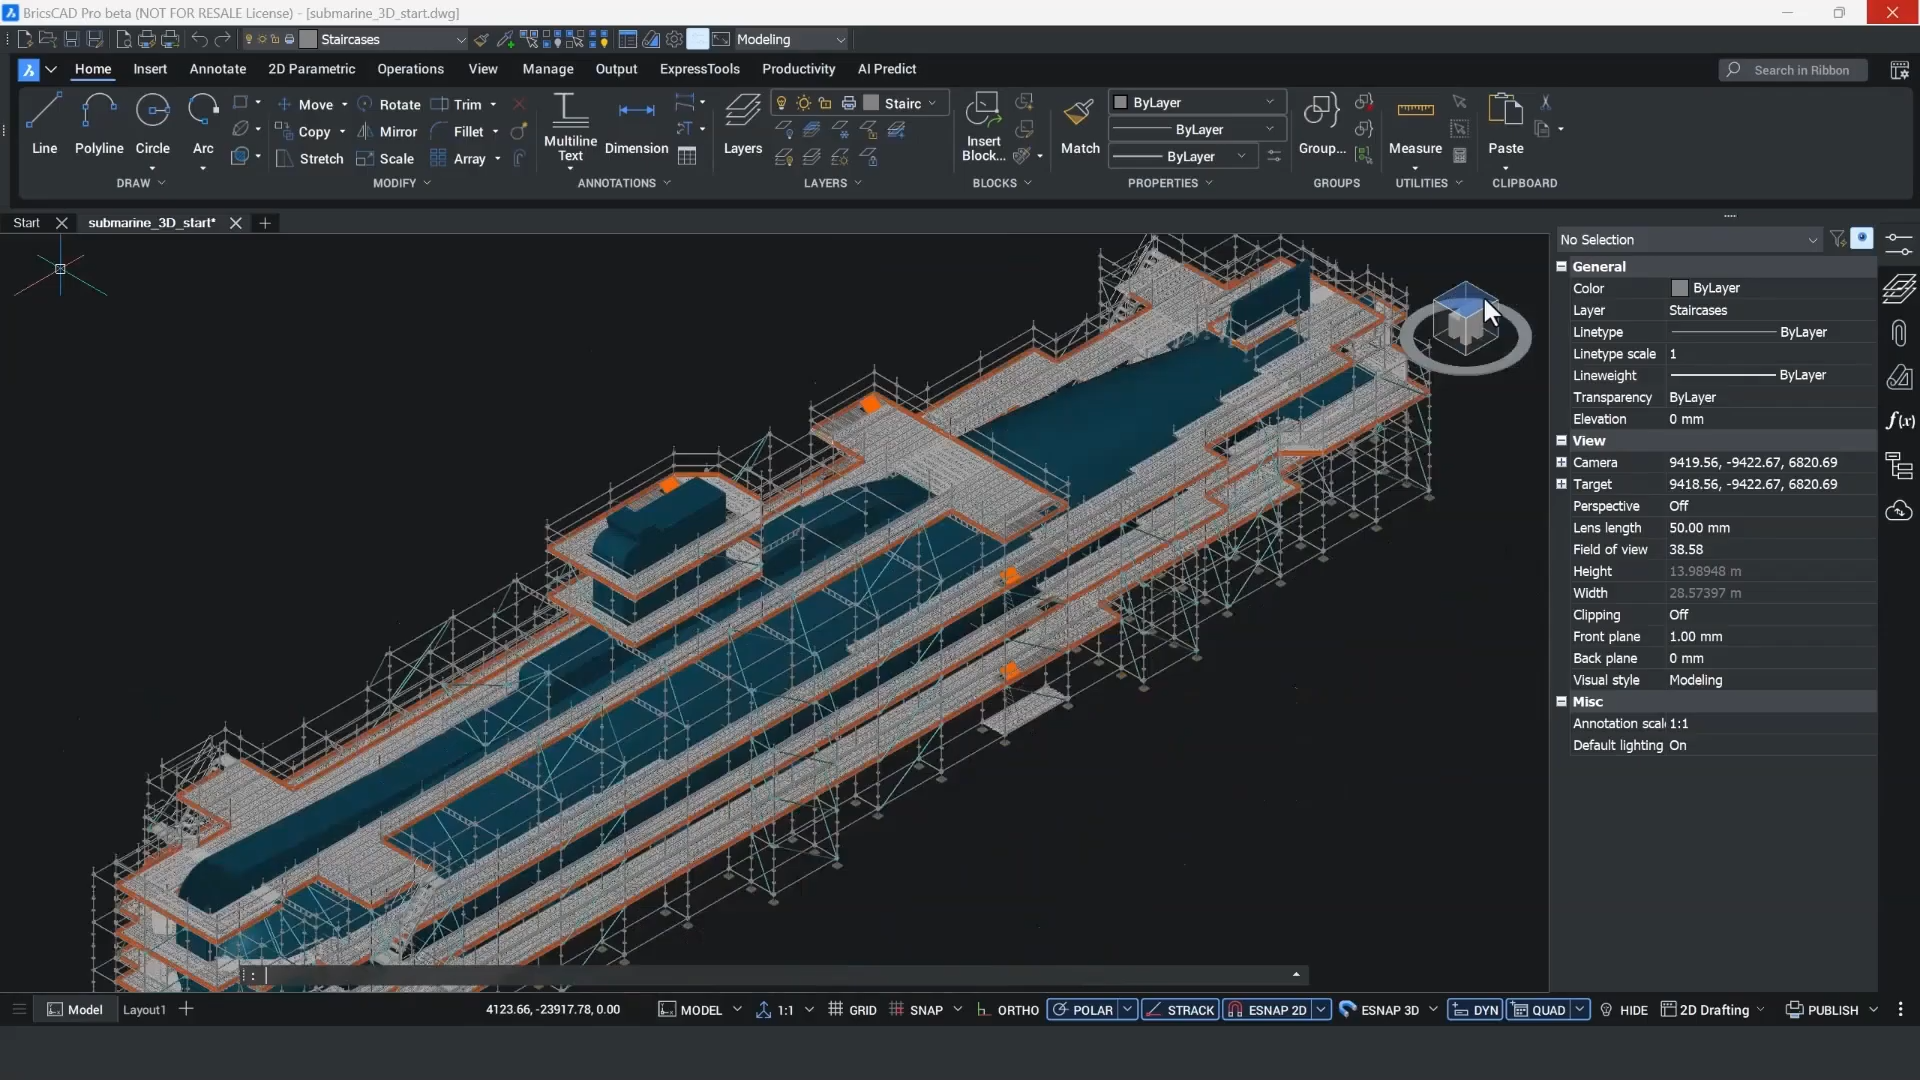 BricsCAD Pro beta (NOT FOR RESALE License) - [submarine_3D_start.dwg]
Staircases
Modeling
Home Insert Annotate 2D Parametric Operations View Manage Output ExpressTools Productivity AI Predict
Search in Ribbon
Line Polyline Circle Arc
Move Rotate Trim
Copy Mirror Fillet
Stretch Scale Array
Multiline
Text
Dimension
Layers
Stairc
Insert
Block...
Match
ByLayer
ByLayer
ByLayer
Group...
Measure
Paste
DRAW MODIFY ANNOTATIONS LAYERS BLOCKS PROPERTIES GROUPS UTILITIES CLIPBOARD
Start submarine_3D_start*
No Selection
General
Color ByLayer
Layer Staircases
Linetype ByLayer
Linetype scale 1
Lineweight ByLayer
Transparency ByLayer
Elevation 0 mm
View
Camera 9419.56, -9422.67, 6820.69
Target 9418.56, -9422.67, 6820.69
Perspective Off
Lens length 50.00 mm
Field of view 38.58
Height 13.98948 m
Width 28.57397 m
Clipping Off
Front plane 1.00 mm
Back plane 0 mm
Visual style Modeling
Misc
Annotation scal 1:1
Default lighting On
f(x)
:
Model Layout1
4123.66, -23917.78, 0.00 MODEL 1:1 GRID SNAP ORTHO POLAR STRACK ESNAP 2D ESNAP 3D DYN QUAD HIDE 2D Drafting PUBLISH